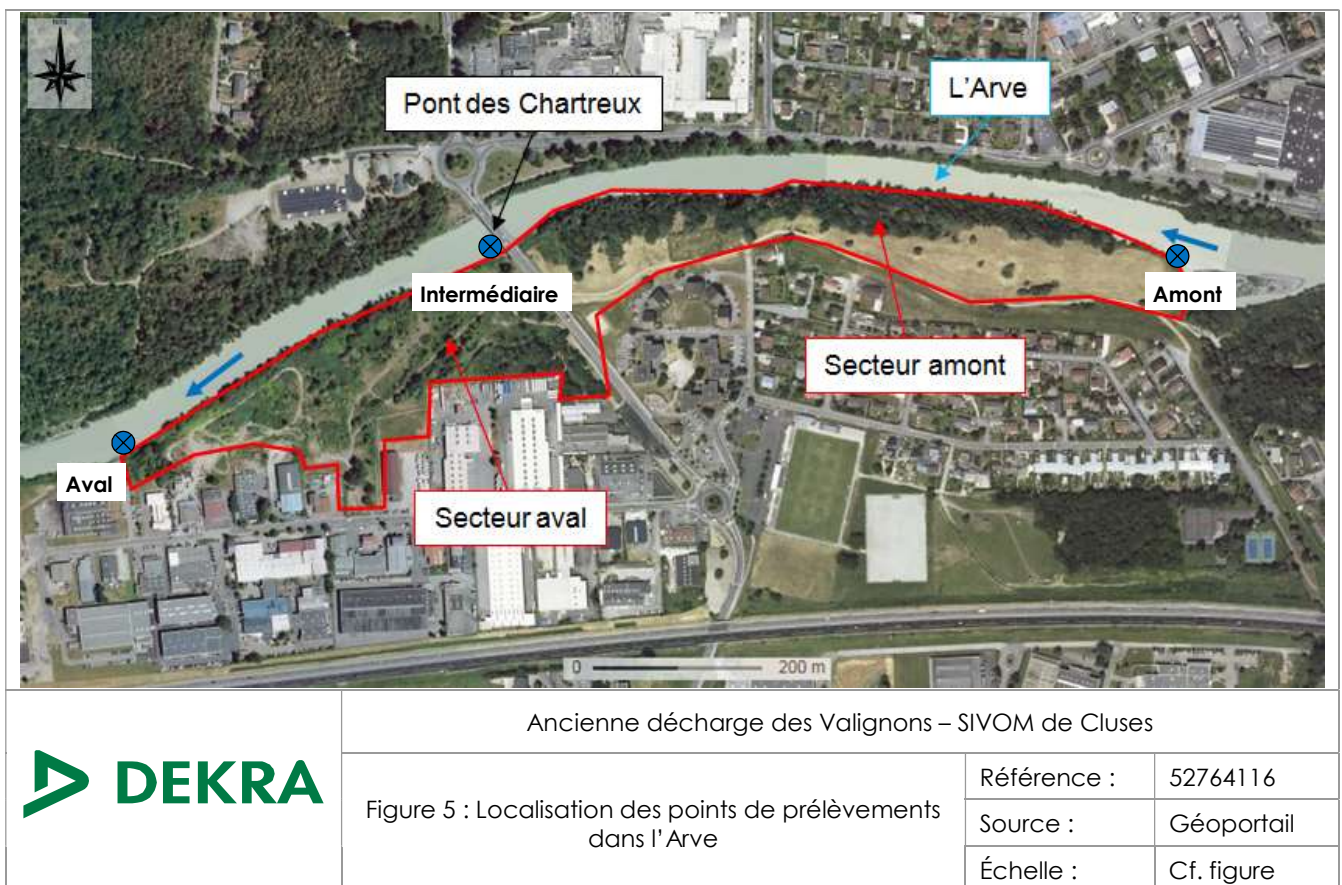 Pont des Chartreux
L'Arve
Intermédiaire
Amont
Secteur amont
Aval
Secteur aval
0 200 m
DEKRA
Ancienne décharge des Valignons – SIVOM de Cluses
Figure 5 : Localisation des points de prélèvements
dans l'Arve
Référence : 52764116
Source : Géoportail
Échelle : Cf. figure